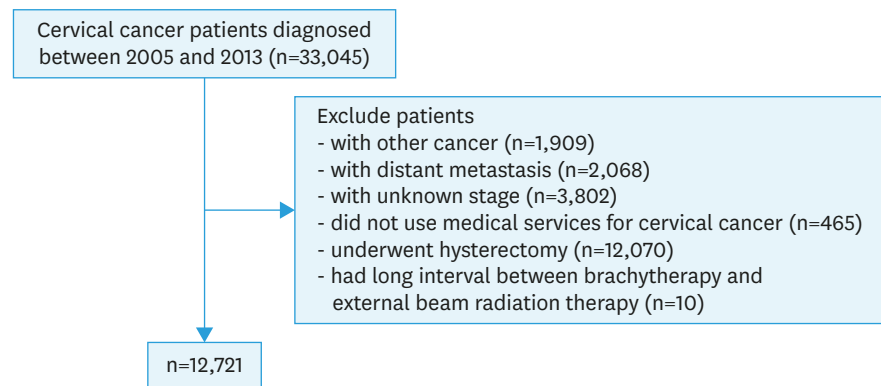 Cervical cancer patients diagnosed
between 2005 and 2013 (n=33,045)
Exclude patients
- with other cancer (n=1,909)
- with distant metastasis (n=2,068)
- with unknown stage (n=3,802)
- did not use medical services for cervical cancer (n=465)
- underwent hysterectomy (n=12,070)
- had long interval between brachytherapy and
external beam radiation therapy (n=10)
n=12,721